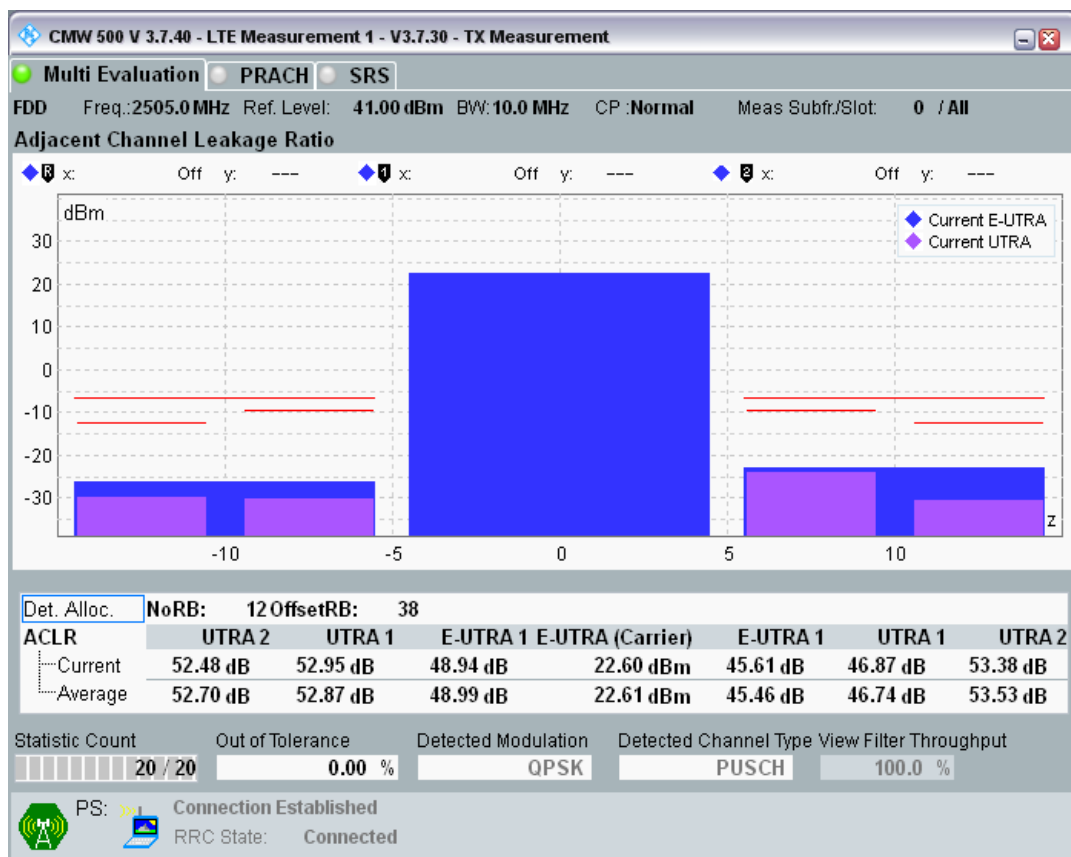 CMW 500 V 3.7.40 - LTE Measurement 1 - V3.7.30 - TX Measurement
Multi Evaluation PRACH SRS
FDD Freq.:2505.0 MHz Ref. Level: 41.00 dBm BW:10.0 MHz CP :Normal Meas Subfr./Slot: 0 / All
Adjacent Channel Leakage Ratio
R x: Off y: --- 1 x: Off y: --- 2 x: Off y: ---
dBm
Current E-UTRA
Current UTRA
30
20
10
0
-10
-20
-30
z
-10 -5 0 5 10
Det. Alloc. NoRB: 12 OffsetRB: 38
ACLR UTRA 2 UTRA 1 E-UTRA 1 E-UTRA (Carrier) E-UTRA 1 UTRA 1 UTRA 2
Current 52.48 dB 52.95 dB 48.94 dB 22.60 dBm 45.61 dB 46.87 dB 53.38 dB
Average 52.70 dB 52.87 dB 48.99 dB 22.61 dBm 45.46 dB 46.74 dB 53.53 dB
Statistic Count Out of Tolerance Detected Modulation Detected Channel Type View Filter Throughput
20 / 20 0.00 % QPSK PUSCH 100.0 %
PS: Connection Established
RRC State: Connected